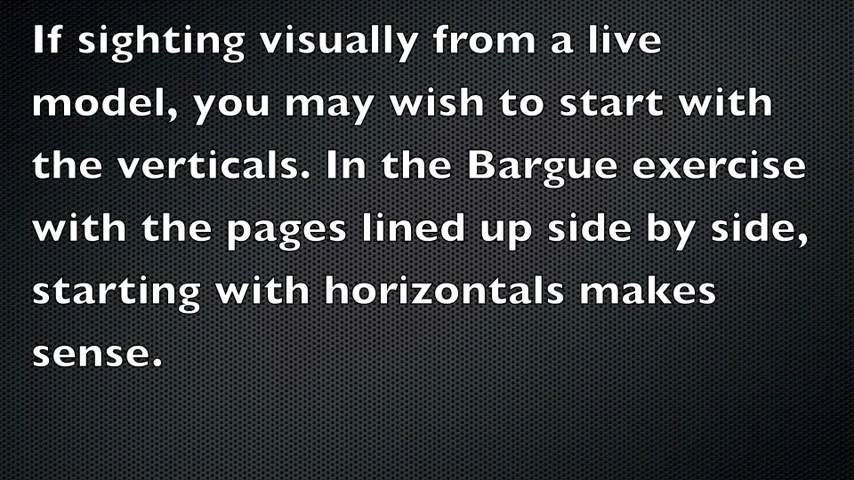 If sighting visually from a live
model, you may wish to start with
the verticals. In the Bargue exercise
with the pages lined up side by side,
starting with horizontals makes
sense.